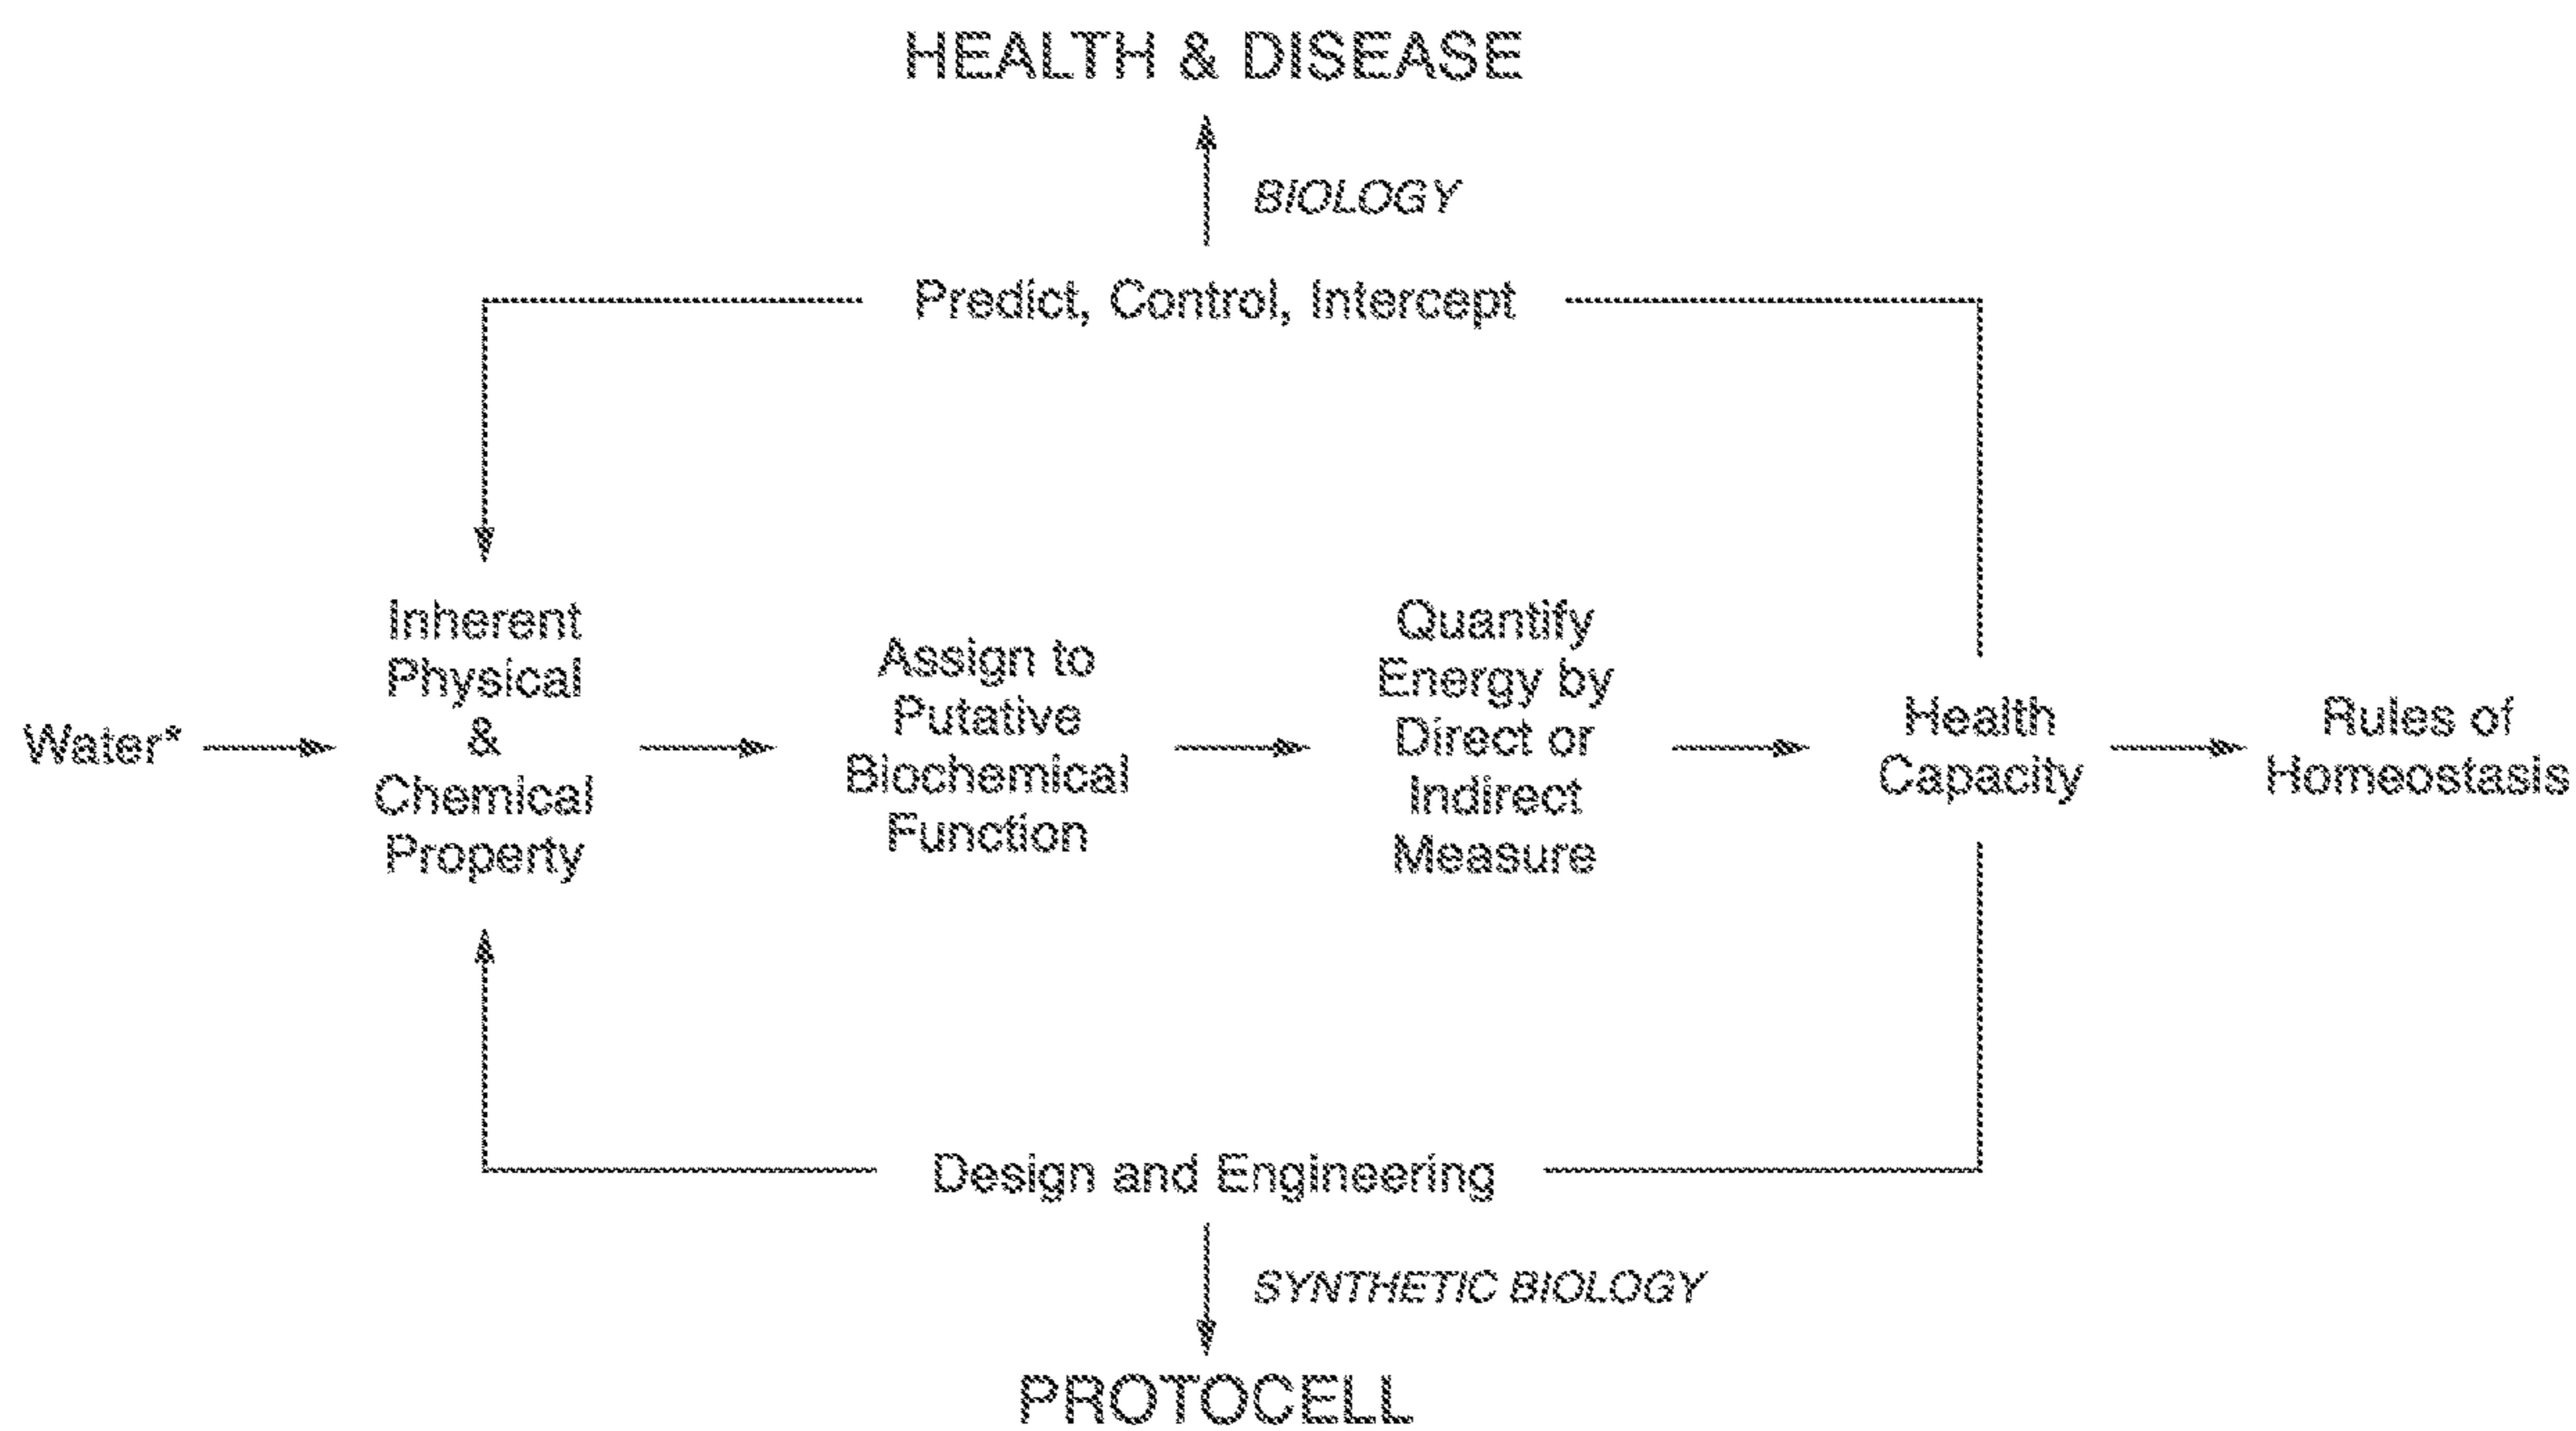 HEALTH & DISEASE
BIOLOGY
Predict, Control, Intercept
Water*
Inherent
Physical
&
Chemical
Property
Assign to
Putative
Biochemical
Function
Quantify
Energy by
Direct or
Indirect
Measure
Health
Capacity
Rules of
Homeostasis
Design and Engineering
SYNTHETIC BIOLOGY
PROTOCELL